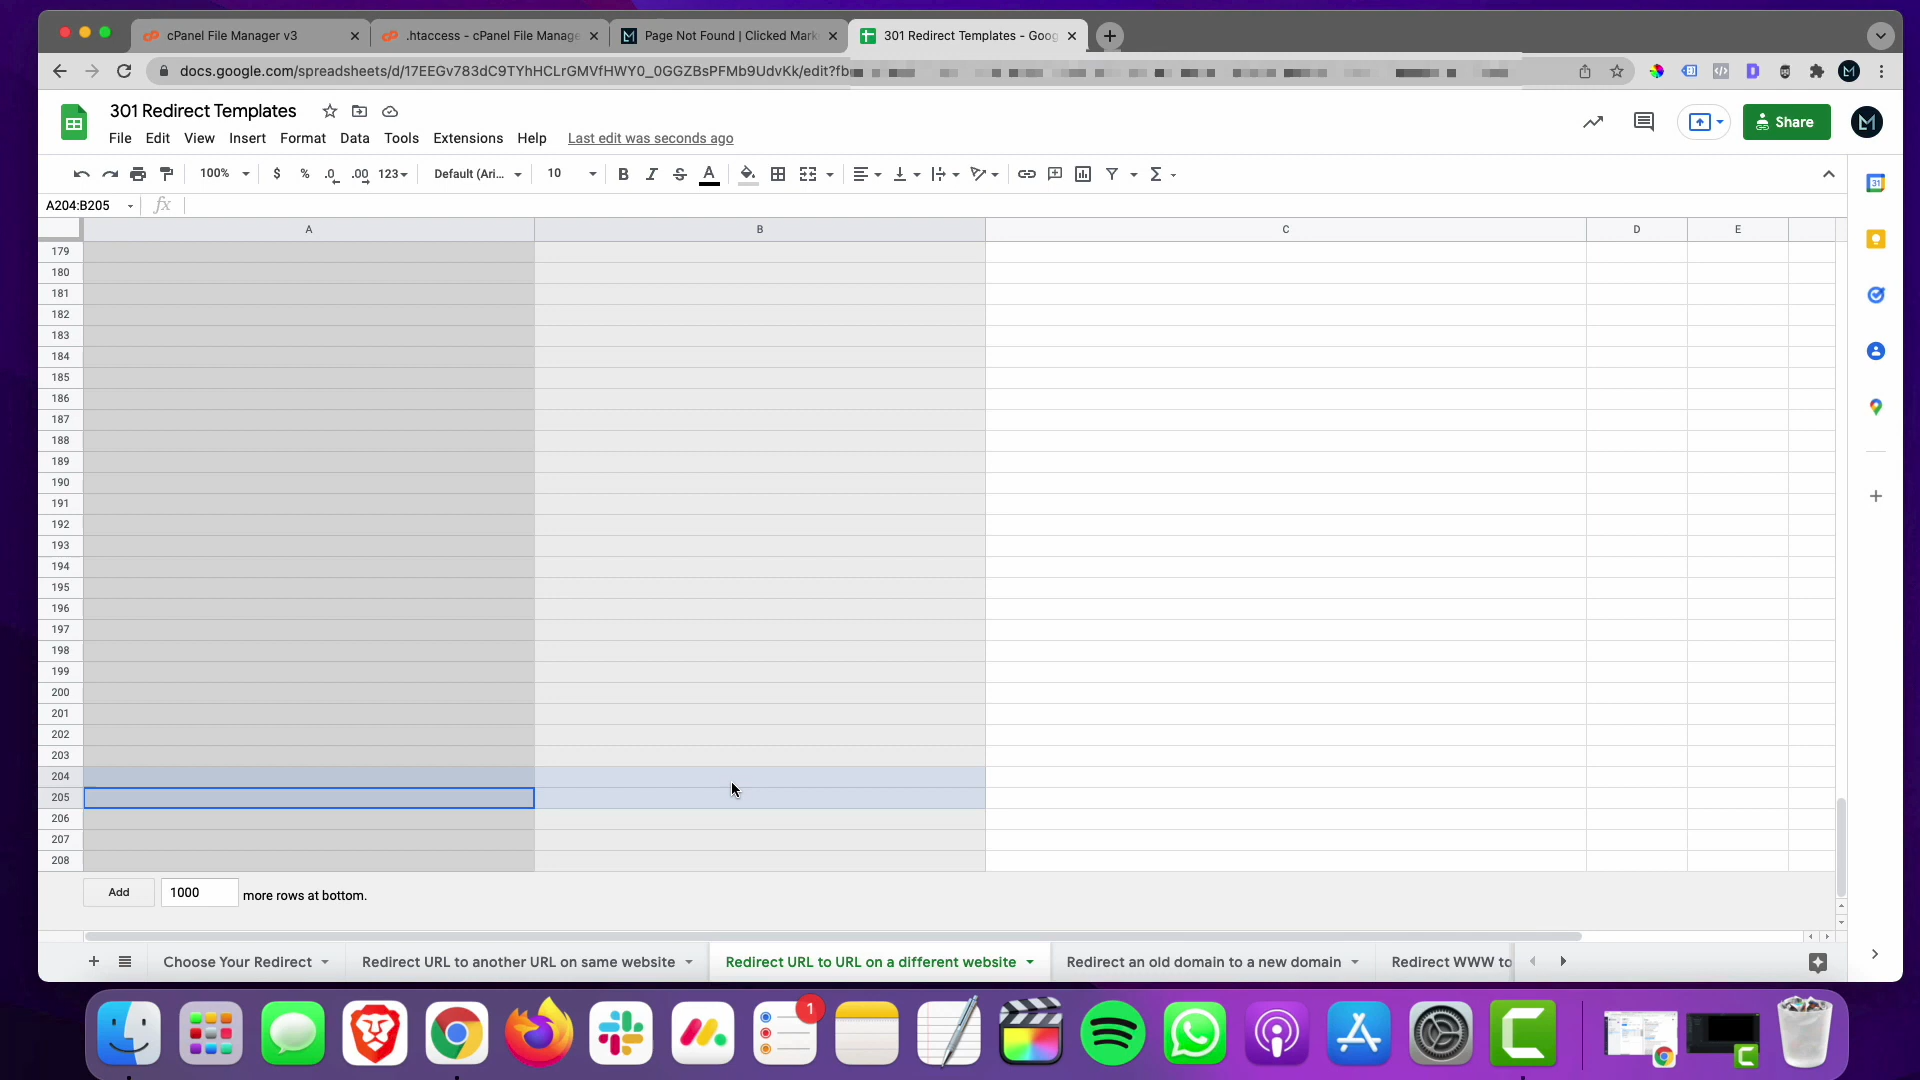 cPanel File Manager v3
.htaccess - cPanel File Manage
Page Not Found | Clicked Mark
301 Redirect Templates - Goog
docs.google.com/spreadsheets/d/17EEGv783dC9TYhHCLrGMVfHWY0_0GGZBsPFMb9UdvKk/edit?fb
301 Redirect Templates
File Edit View Insert Format Data Tools Extensions Help Last edit was seconds ago
Share
100% $ % .0 .00 123 Default (Ari... 10 B I S A
A204:B205 fx
A B C D E
179
180
181
182
183
184
185
186
187
188
189
190
191
192
193
194
195
196
197
198
199
200
201
202
203
204
205
206
207
208
Add 1000 more rows at bottom.
Choose Your Redirect Redirect URL to another URL on same website Redirect URL to URL on a different website Redirect an old domain to a new domain Redirect WWW to
31
1